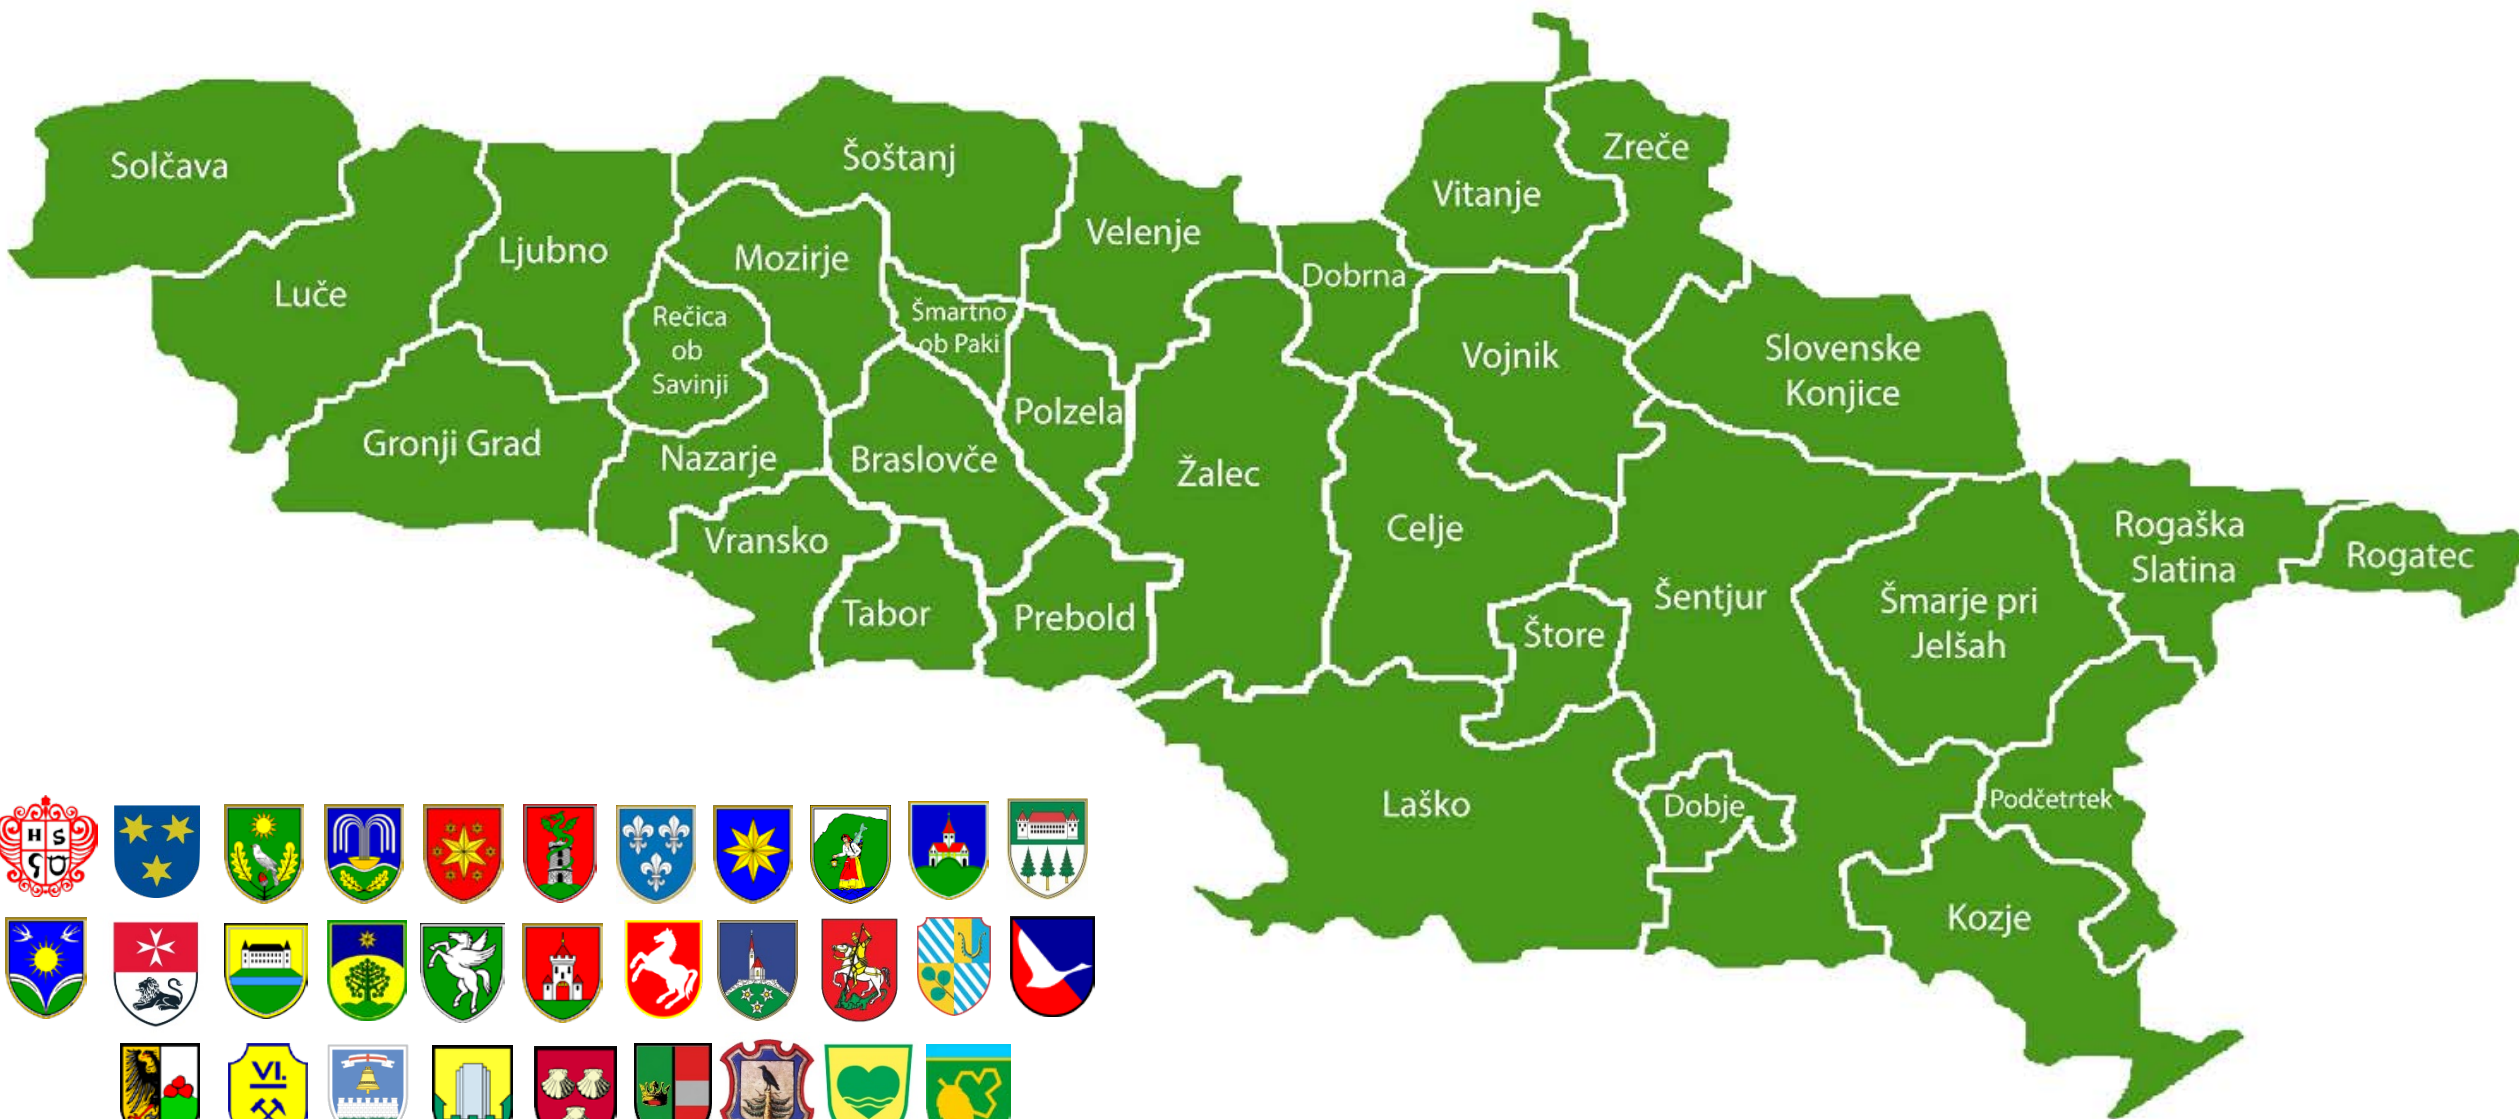 Solčava
Šoštanj
Zreče
Vitanje
Velenje
Ljubno
Mozirje
Dobrna
Luče
Rečica
ob
Savinji
Šmartno
ob Paki
Vojnik
Slovenske
Konjice
Polzela
Gronji Grad
Nazarje
Braslovče
Žalec
Celje
Vransko
Rogaška
Slatina
Rogatec
Tabor
Prebold
Šentjur
Štore
Šmarje pri
Jelšah
Laško
Dobje
Podčetrtek
Kozje
H S
VI.